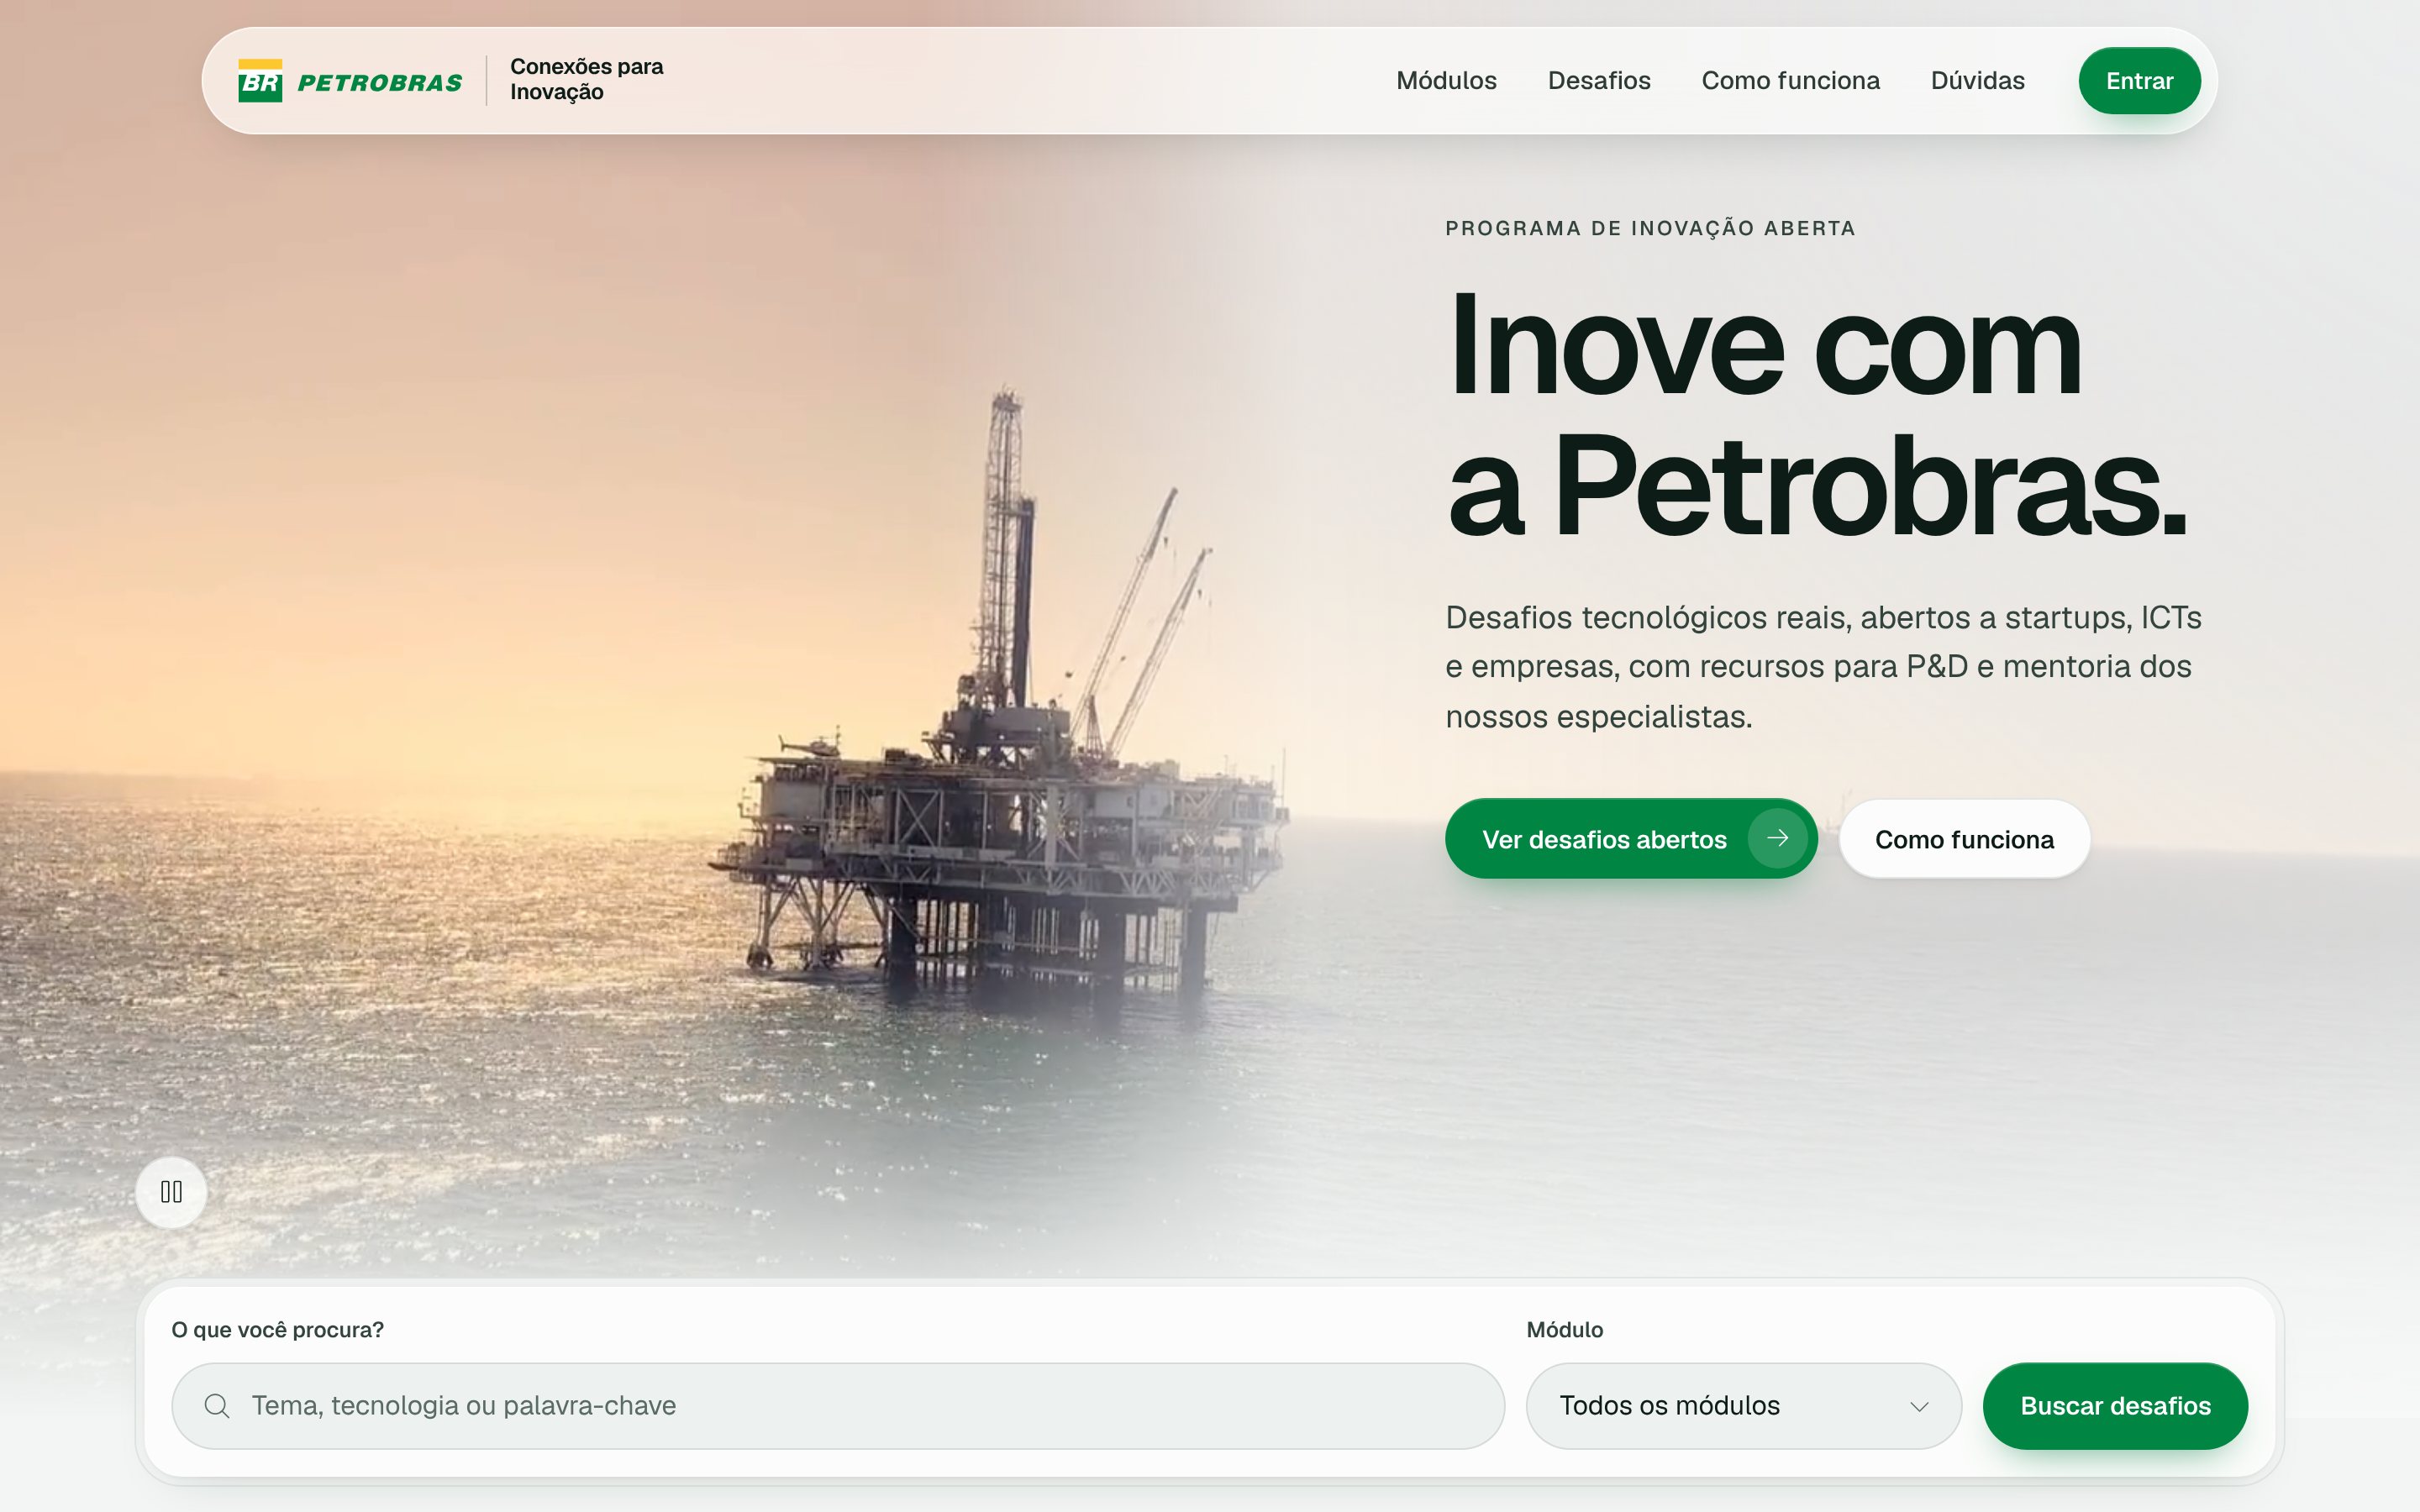 BR PETROBRAS
Conexões para
Inovação
Módulos
Desafios
Como funciona
Dúvidas
Entrar
PROGRAMA DE INOVAÇÃO ABERTA
Inove com
a Petrobras.
Desafios tecnológicos reais, abertos a startups, ICTs
e empresas, com recursos para P&D e mentoria dos
nossos especialistas.
Ver desafios abertos
Como funciona
O que você procura?
Módulo
Tema, tecnologia ou palavra-chave
Todos os módulos
Buscar desafios